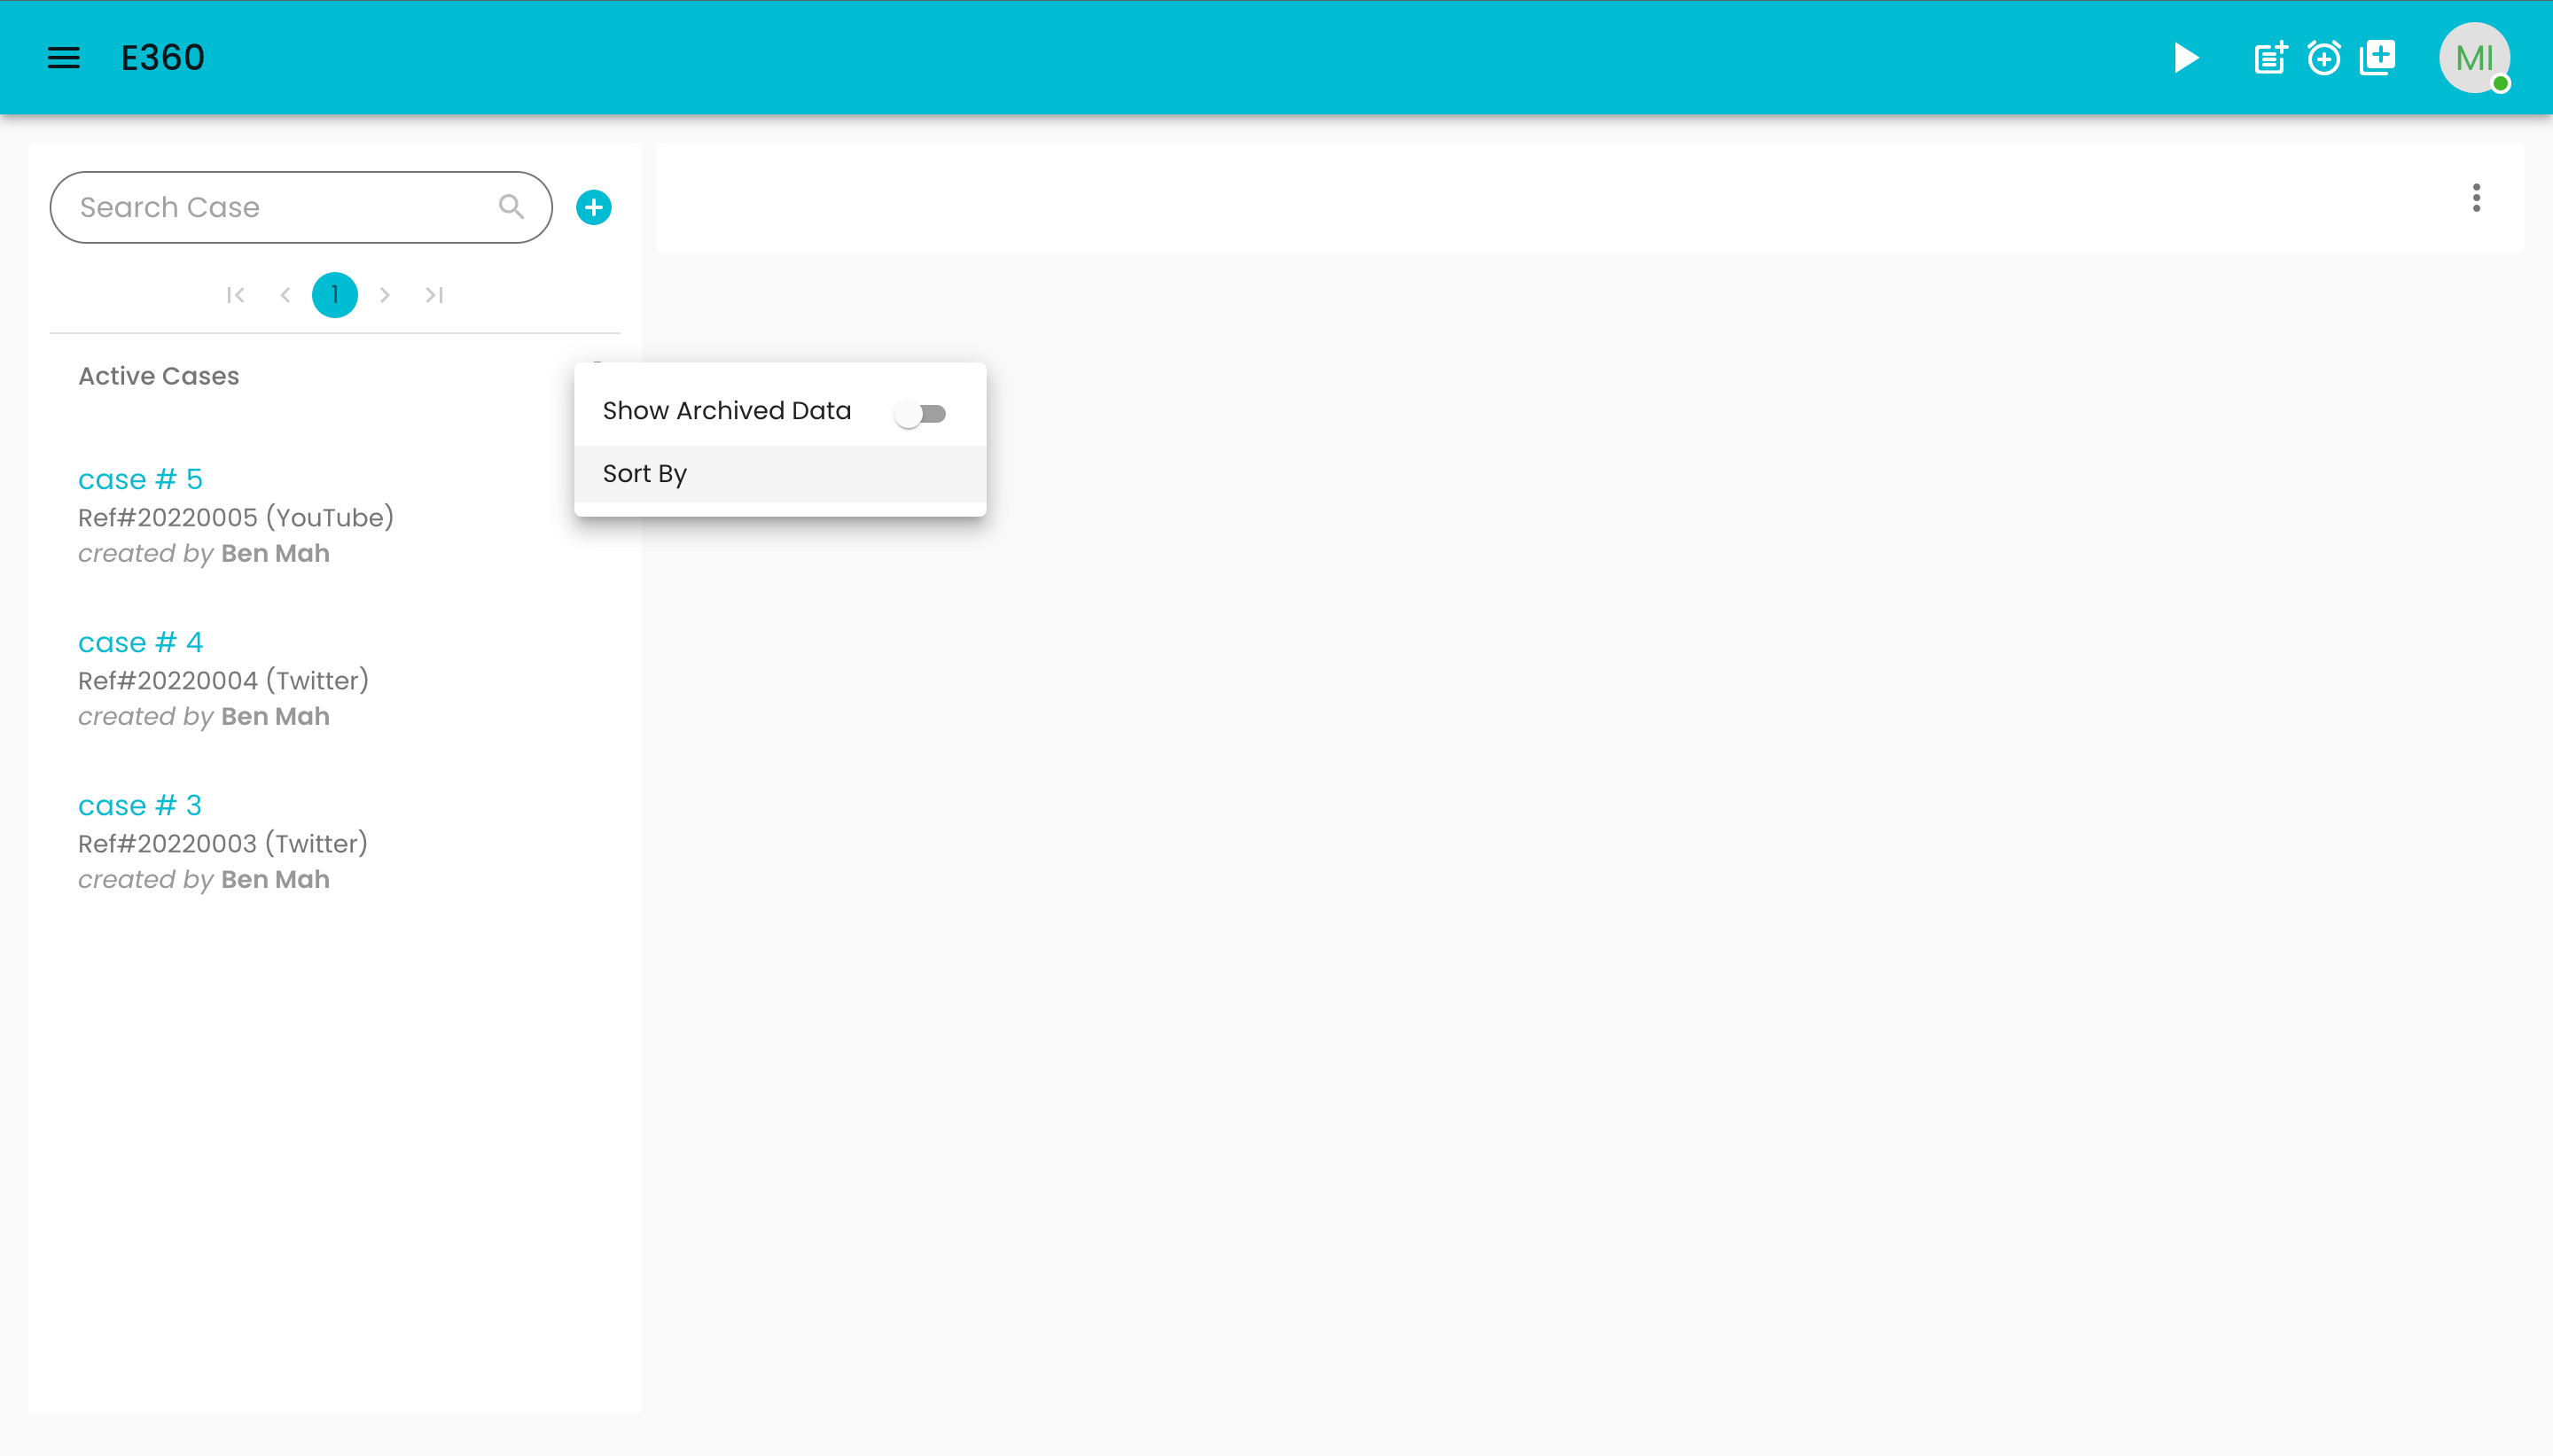 E360
MI
Search Case
1
Active Cases
Show Archived Data
Sort By
case # 5
Ref#20220005 (YouTube)
created by Ben Mah
case # 4
Ref#20220004 (Twitter)
created by Ben Mah
case # 3
Ref#20220003 (Twitter)
created by Ben Mah